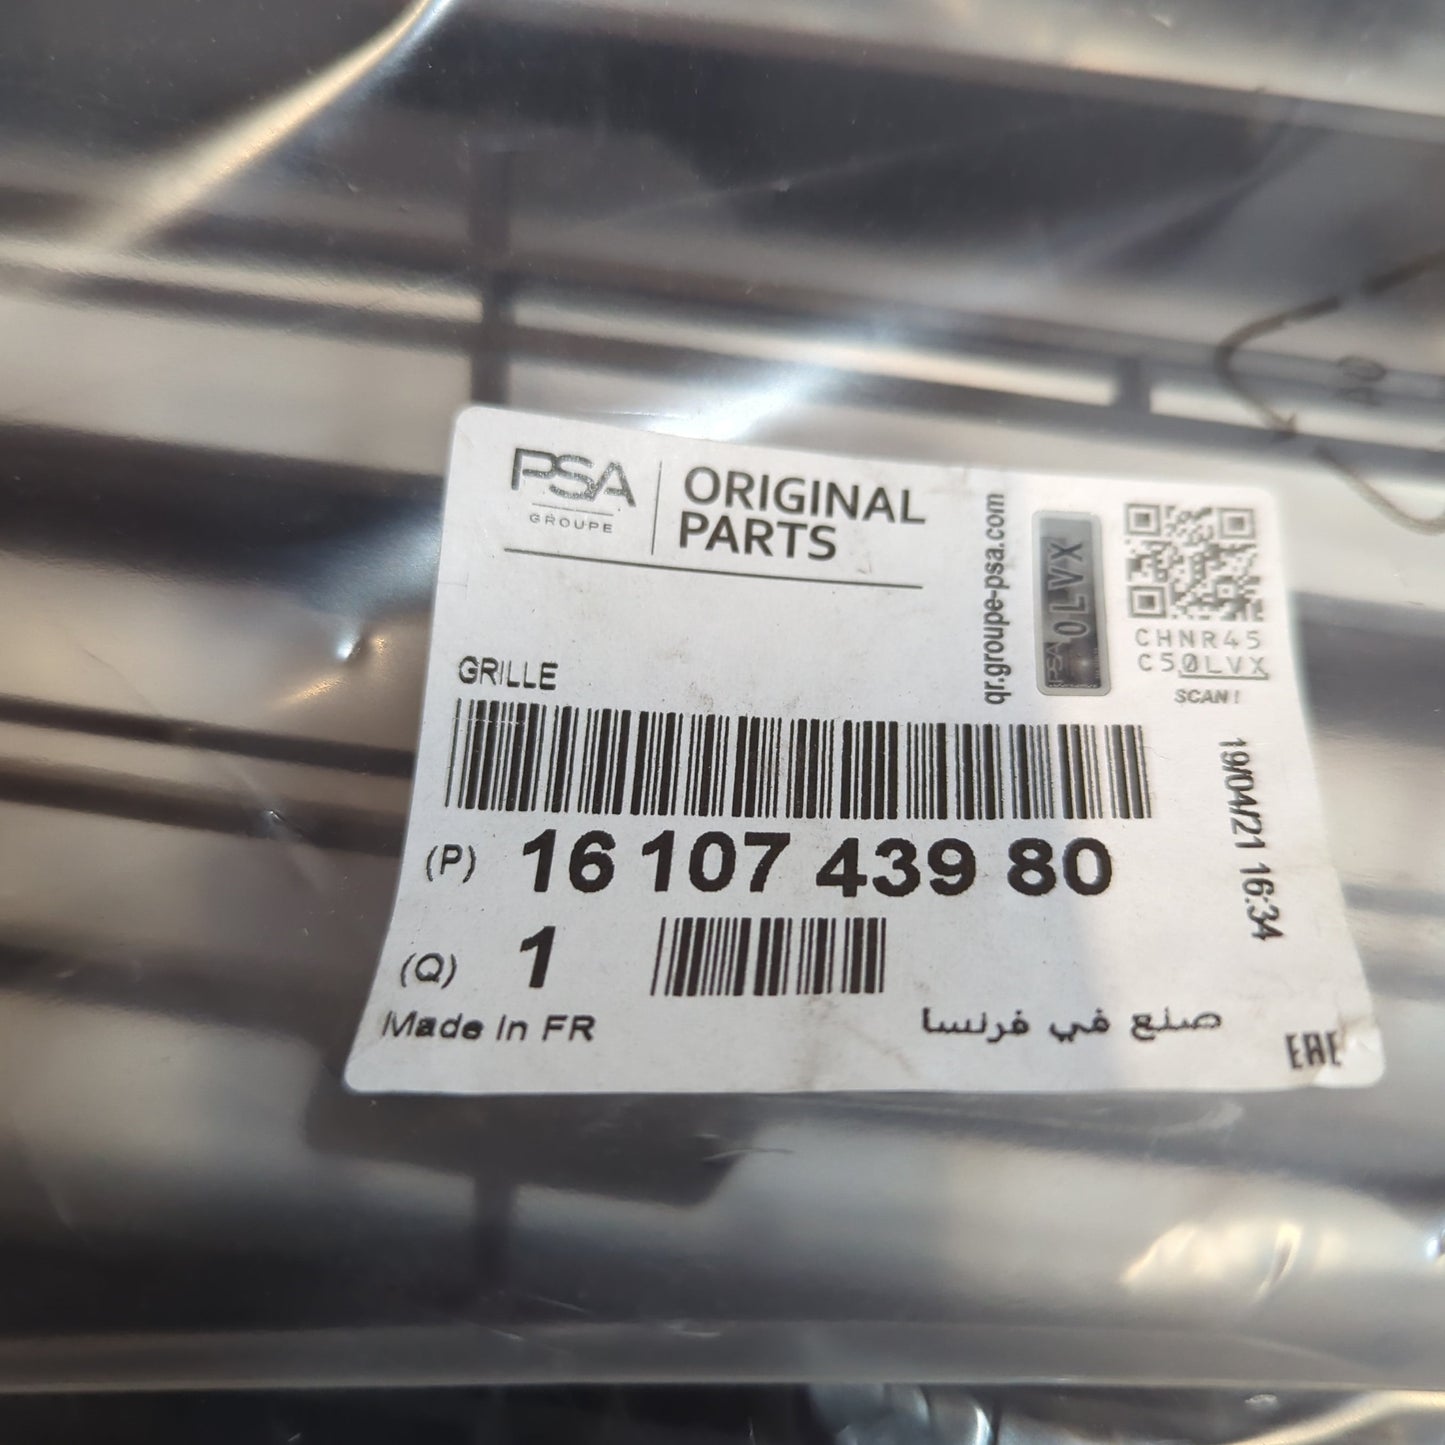 PSA
GROUPE
ORIGINAL
PARTS
qr.groupe-psa.com
0LVX
CHNR45
C50LVX
SCAN !
GRILLE
19/04/21 16:34
(P) 16 107 439 80
(Q) 1
Made In FR
صنع في فرنسا
EAC